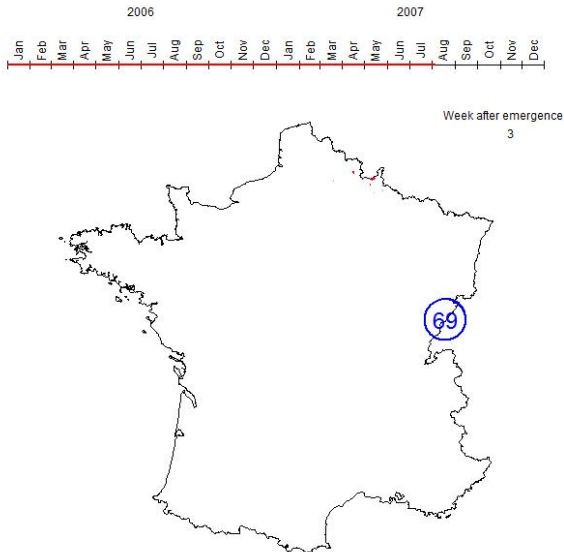 2006 2007
Jan Feb Mar Apr May Jun Jul Aug Sep Oct Nov Dec Jan Feb Mar Apr May Jun Jul Aug Sep Oct Nov Dec
Week after emergence
3
69